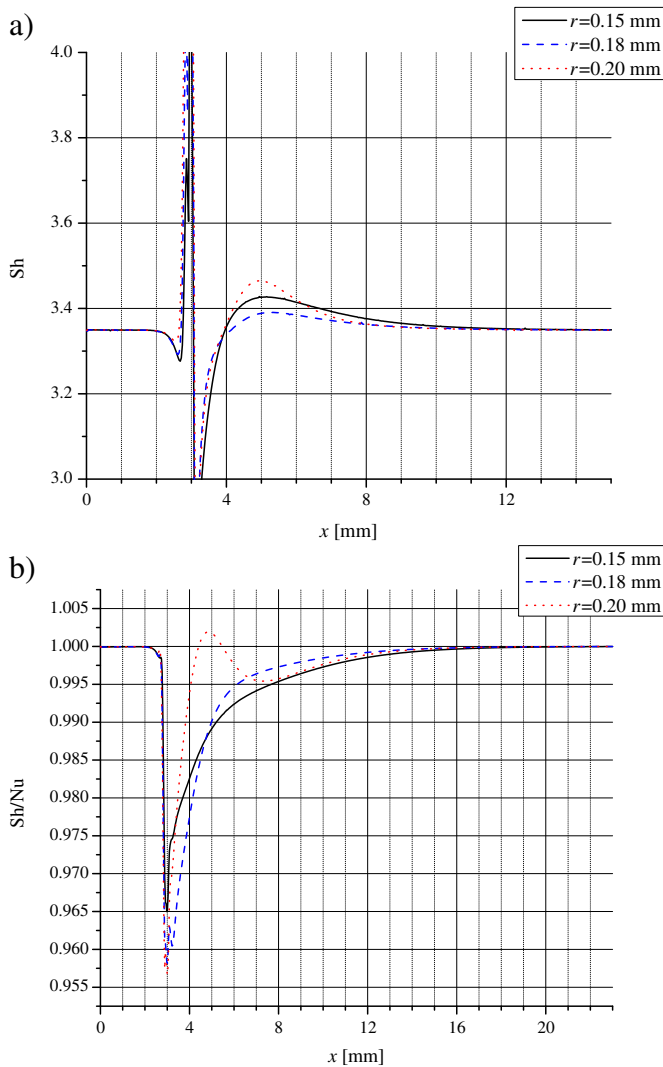 a)
r=0.15 mm
r=0.18 mm
r=0.20 mm
4.0
3.8
3.6
3.4
3.2
3.0
Sh
0 4 8 12
x [mm]
b)
r=0.15 mm
r=0.18 mm
r=0.20 mm
1.005
1.000
0.995
0.990
0.985
0.980
0.975
0.970
0.965
0.960
0.955
Sh/Nu
0 4 8 12 16 20
x [mm]